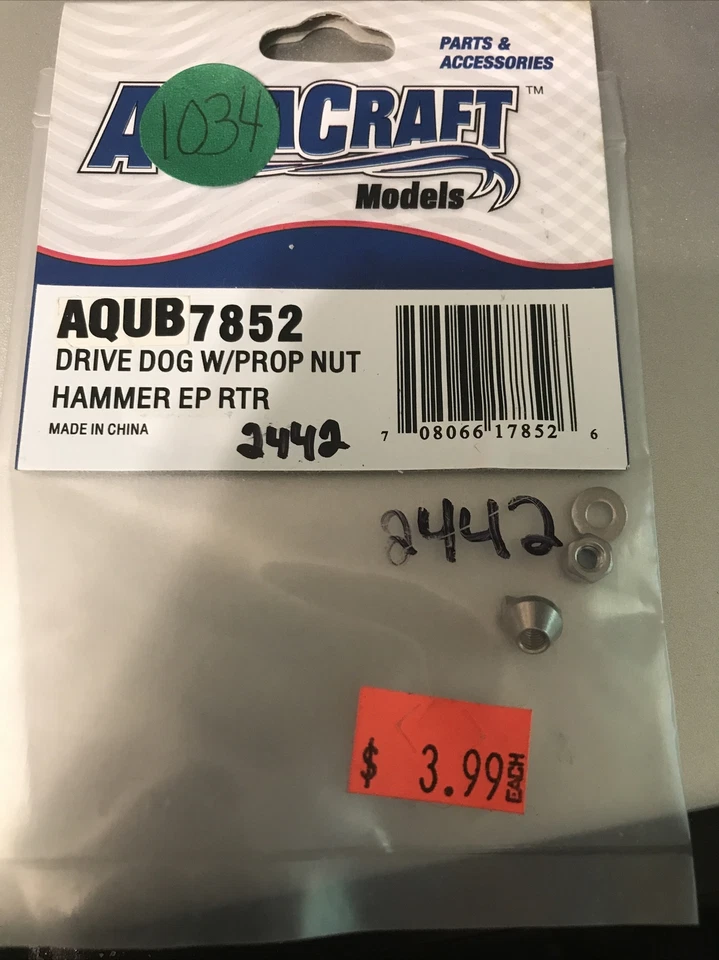 PARTS &
ACCESSORIES
1034
A CRAFT™
Models
AQUB7852
DRIVE DOG W/PROP NUT
HAMMER EP RTR
MADE IN CHINA
2442
7 08066 17852 6
2442
$ 3.99 EACH